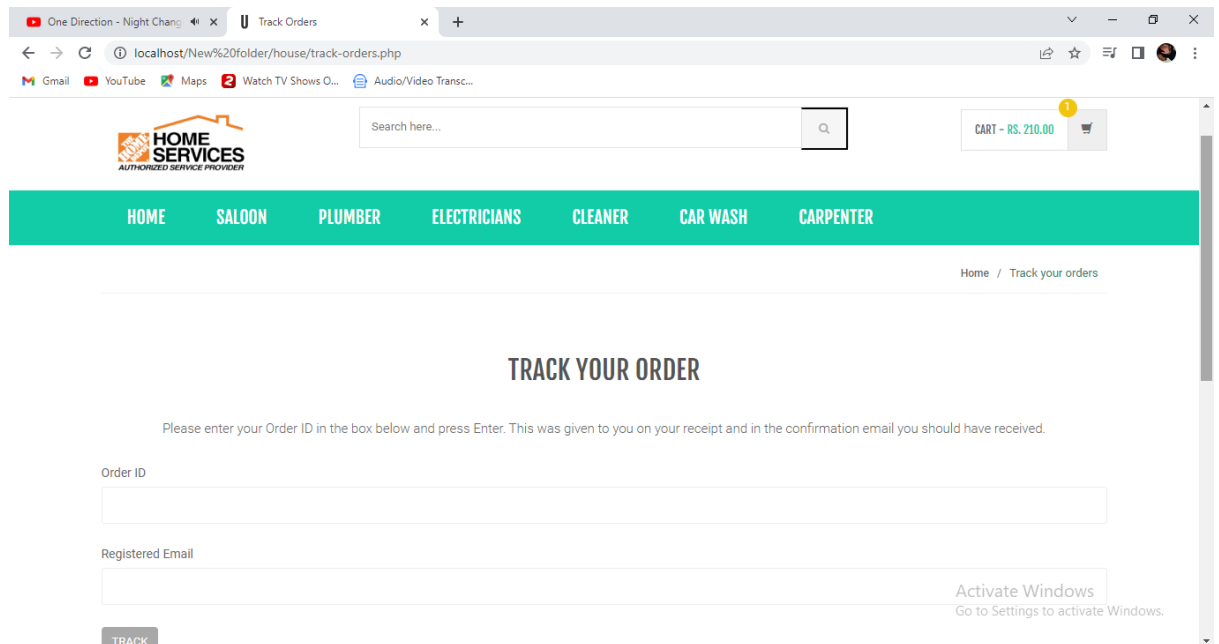 One Direction - Night Chang
Track Orders
localhost/New%20folder/house/track-orders.php
Gmail YouTube Maps Watch TV Shows O... Audio/Video Transc...
1
HOME
SERVICES
AUTHORIZED SERVICE PROVIDER
Search here...
CART - RS. 210.00
HOME SALOON PLUMBER ELECTRICIANS CLEANER CAR WASH CARPENTER
Home / Track your orders
TRACK YOUR ORDER
Please enter your Order ID in the box below and press Enter. This was given to you on your receipt and in the confirmation email you should have received.
Order ID
Registered Email
Activate Windows
Go to Settings to activate Windows.
TRACK